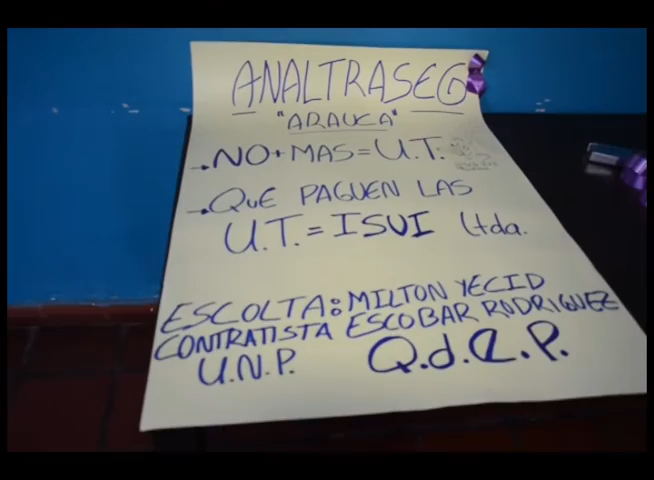 ANALTRASEG
"ARAUCA"
→NO+MAS=U.T.
→QUE PAGUEN LAS
U.T.=ISVI Ltda.
ESCOLTA: MILTON YECID
CONTRATISTA ESCOBAR RODRIGUEZ
U.N.P. Q.d.E.P.